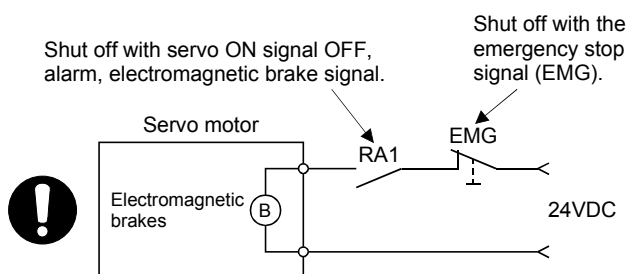 Shut off with servo ON signal OFF,
alarm, electromagnetic brake signal.
Shut off with the
emergency stop
signal (EMG).
Servo motor
RA1
EMG
Electromagnetic
brakes
B
24VDC